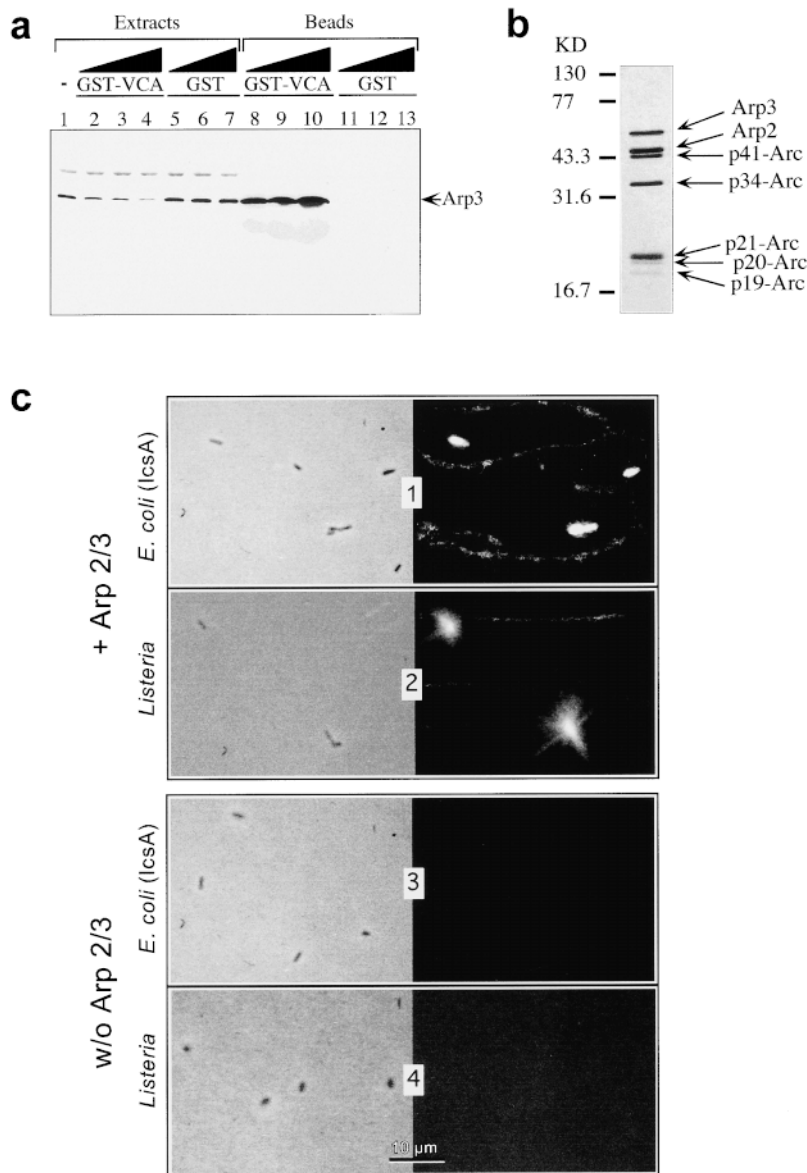 a
Extracts Beads
- GST-VCA GST GST-VCA GST
1 2 3 4 5 6 7 8 9 10 11 12 13
Arp3
b
KD
130
77
43.3
31.6
16.7
Arp3
Arp2
p41-Arc
p34-Arc
p21-Arc
p20-Arc
p19-Arc
c
+ Arp 2/3
E. coli (IcsA)
1
Listeria
2
w/o Arp 2/3
E. coli (IcsA)
3
Listeria
4
10 µm